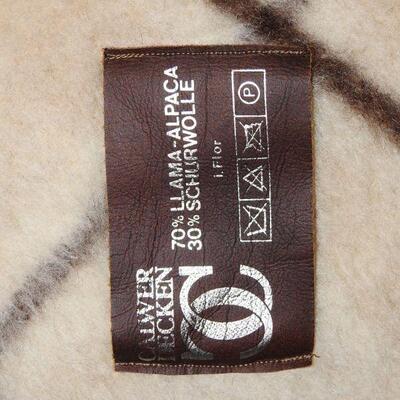 CALWER
DECKEN
70% LLAMA-ALPACA
30% SCHURWOLLE
i. Flor
P